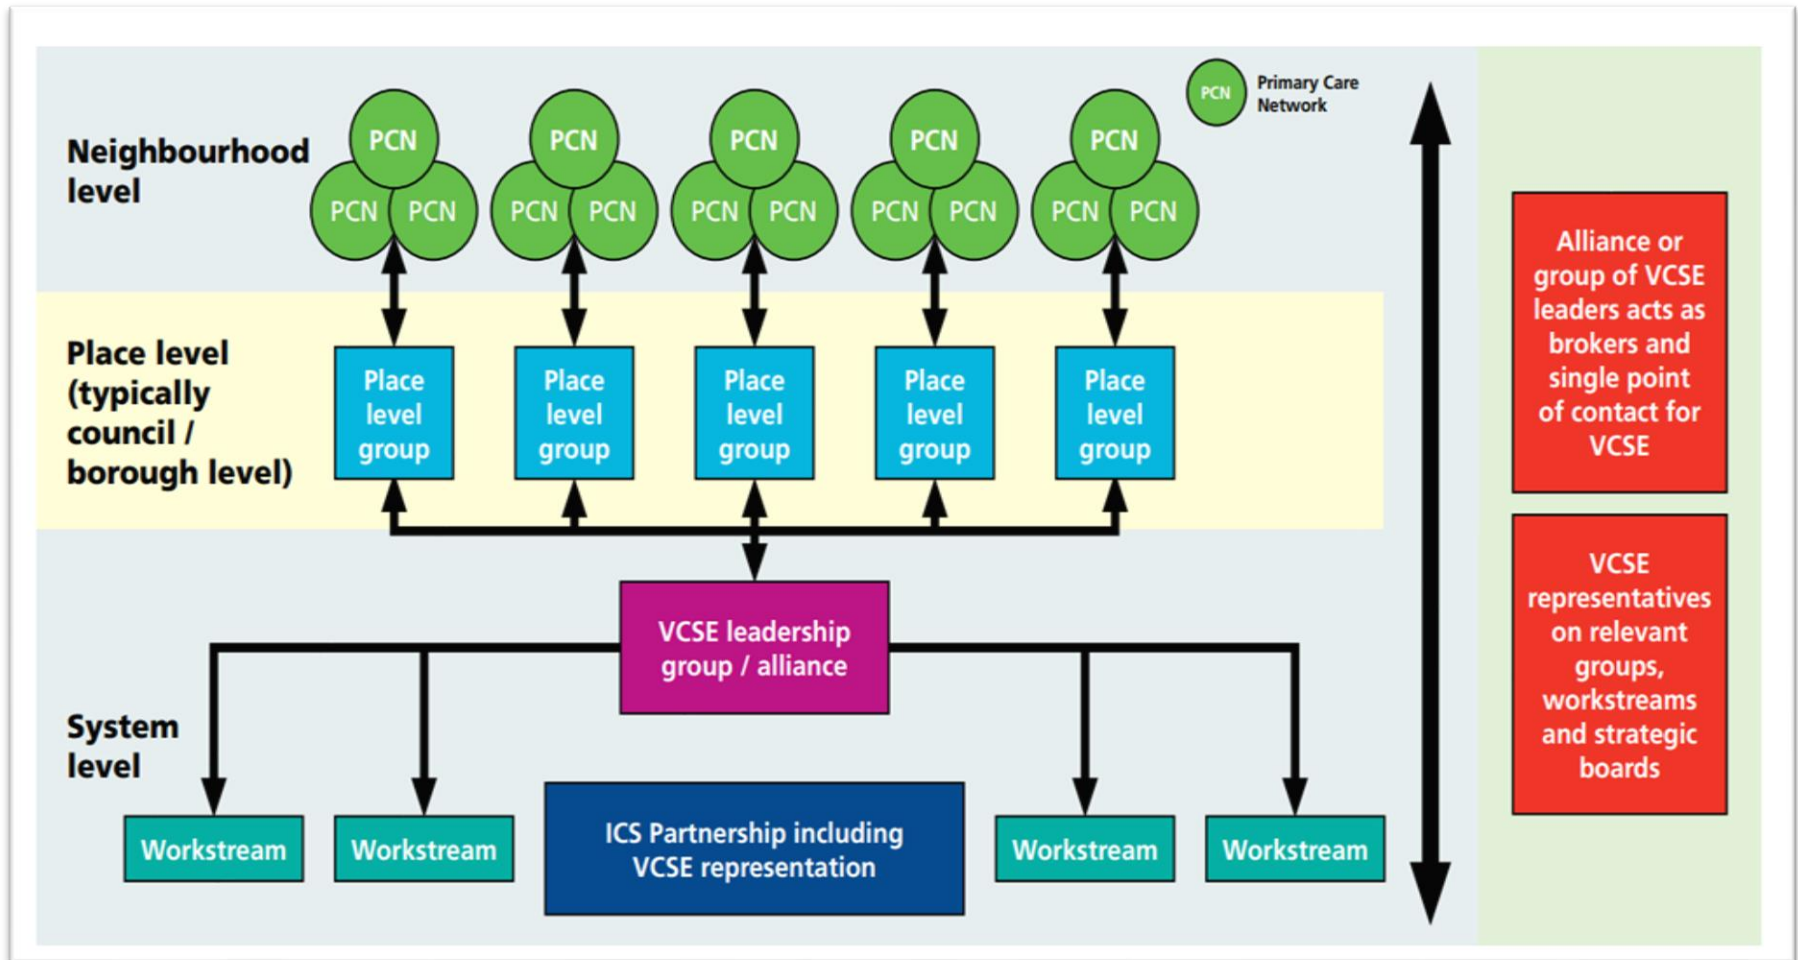 PCN
Primary Care
Network
Neighbourhood
level
PCN
PCN
PCN
PCN
PCN
PCN PCN
PCN PCN
PCN PCN
PCN PCN
PCN PCN
Place level
(typically
council /
borough level)
Place
level
group
Place
level
group
Place
level
group
Place
level
group
Place
level
group
System
level
VCSE leadership
group / alliance
Workstream
Workstream
ICS Partnership including
VCSE representation
Workstream
Workstream
Alliance or
group of VCSE
leaders acts as
brokers and
single point
of contact for
VCSE
VCSE
representatives
on relevant
groups,
workstreams
and strategic
boards